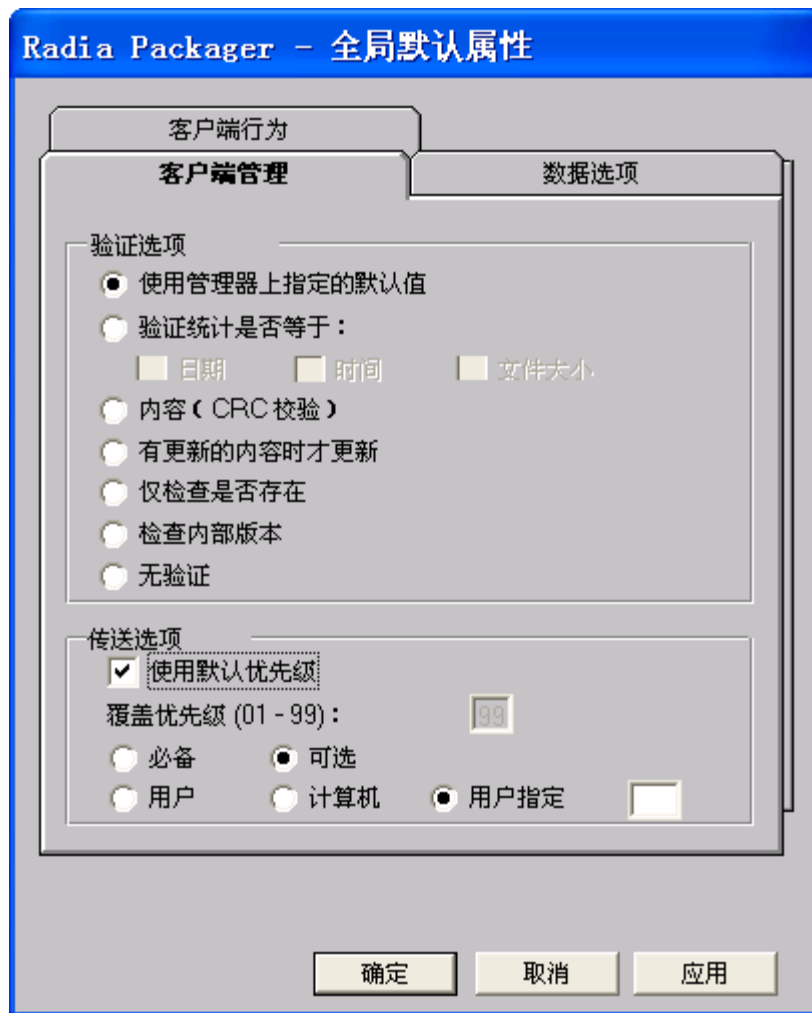 Radia Packager - 全局默认属性
客户端行为
客户端管理 数据选项
验证选项
使用管理器上指定的默认值
验证统计是否等于：
日期 时间 文件大小
内容（CRC 校验）
有更新的内容时才更新
仅检查是否存在
检查内部版本
无验证
传送选项
使用默认优先级
覆盖优先级 (01 - 99)： 99
必备 可选
用户 计算机 用户指定
确定 取消 应用